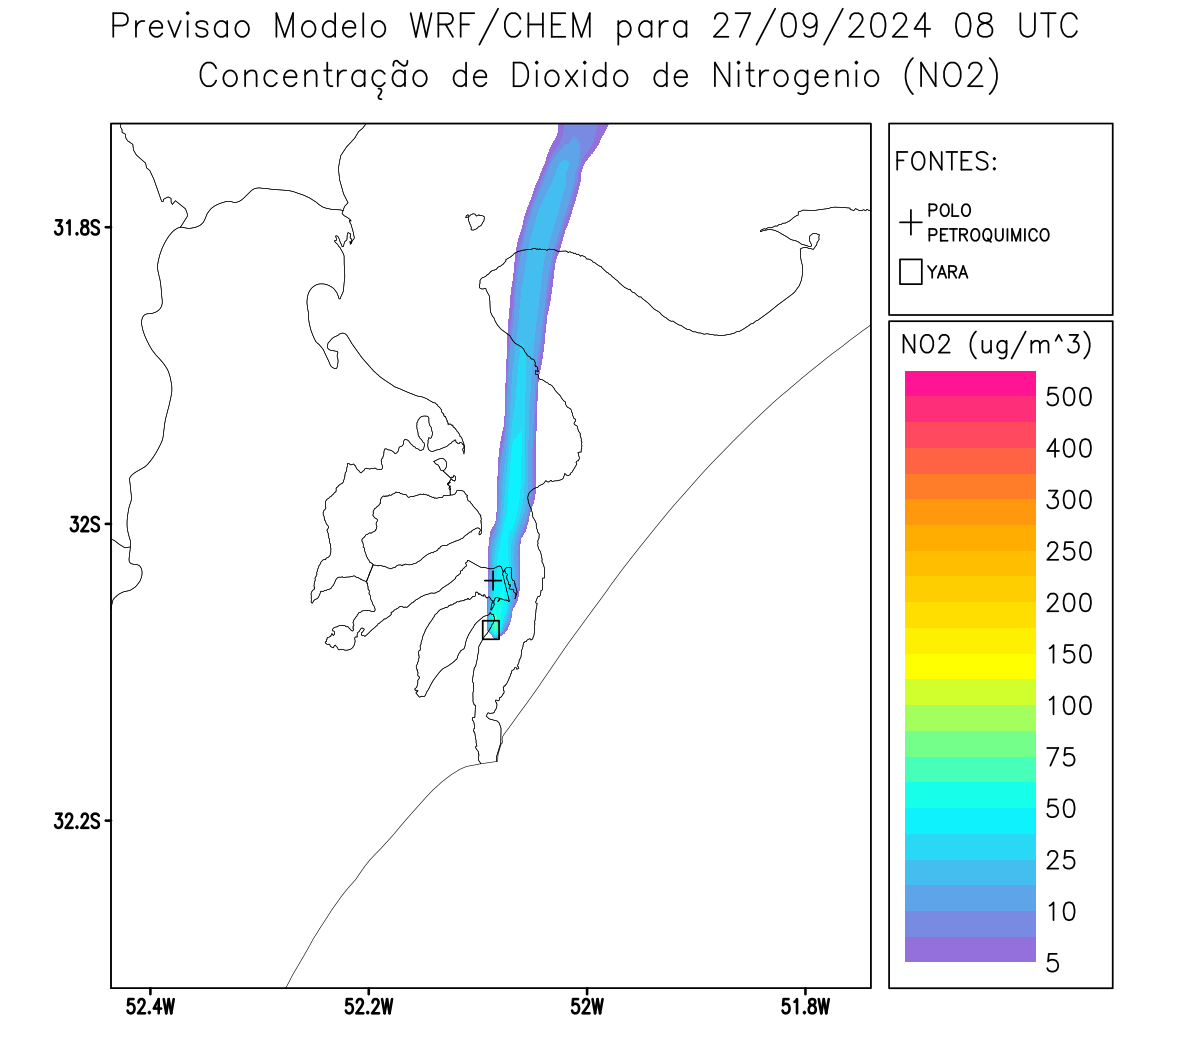 Previsao Modelo WRF/CHEM para 27/09/2024 08 UTC
Concentração de Dioxido de Nitrogenio (NO2)
FONTES:
POLO
PETROQUIMICO
YARA
31.8S
32S
32.2S
52.4W
52.2W
52W
51.8W
NO2 (ug/m^3)
500
400
300
250
200
150
100
75
50
25
10
5